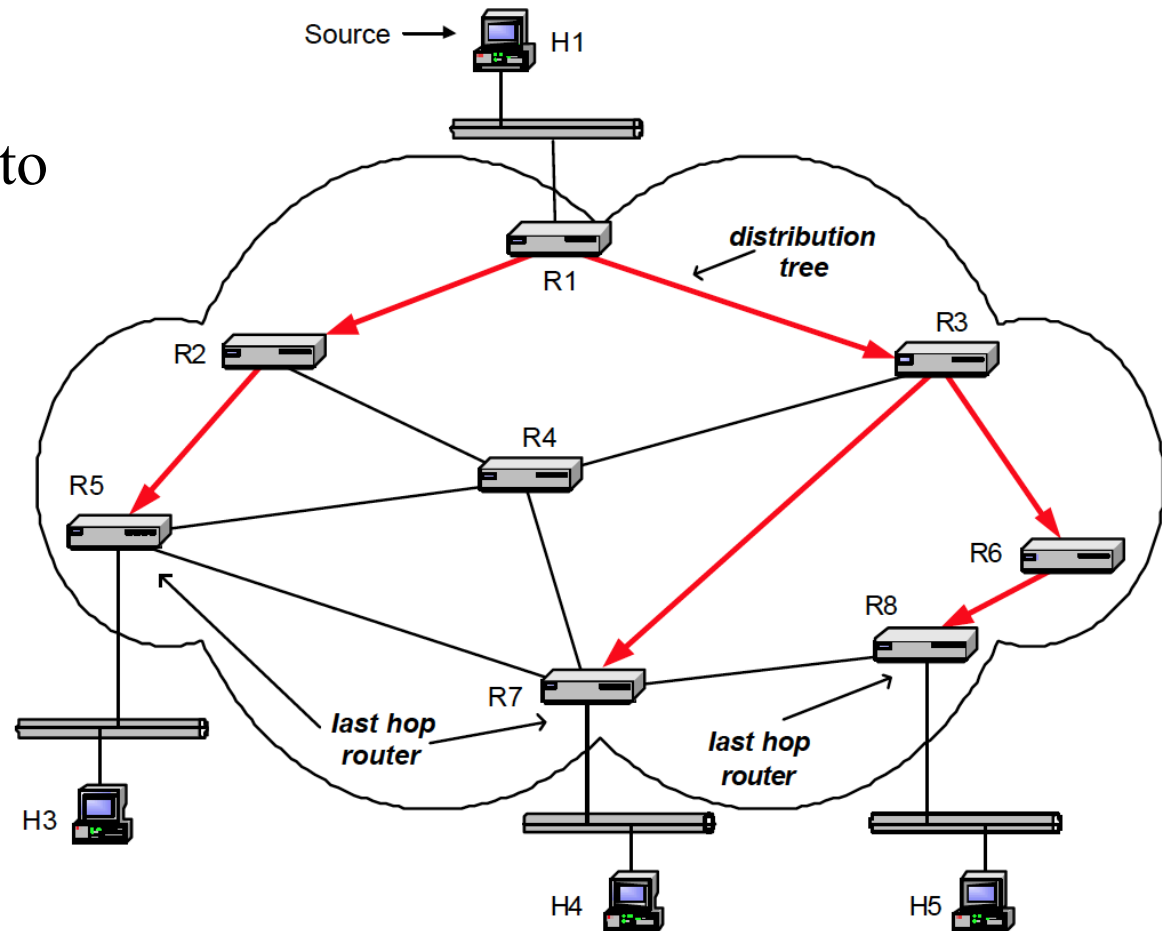 Source
H1
to
distribution
tree
R1
R3
R2
R4
R5
R6
R8
R7
last hop
router
last hop
router
H3
H4
H5